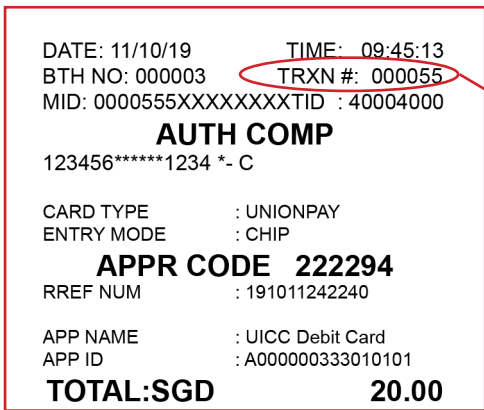 DATE: 11/10/19 TIME: 09:45:13
BTH NO: 000003 TRXN #: 000055
MID: 0000555XXXXXXXXTID : 40004000
AUTH COMP
123456******1234 *- C
CARD TYPE : UNIONPAY
ENTRY MODE : CHIP
APPR CODE 222294
RREF NUM : 191011242240
APP NAME : UICC Debit Card
APP ID : A000000333010101
TOTAL:SGD 20.00